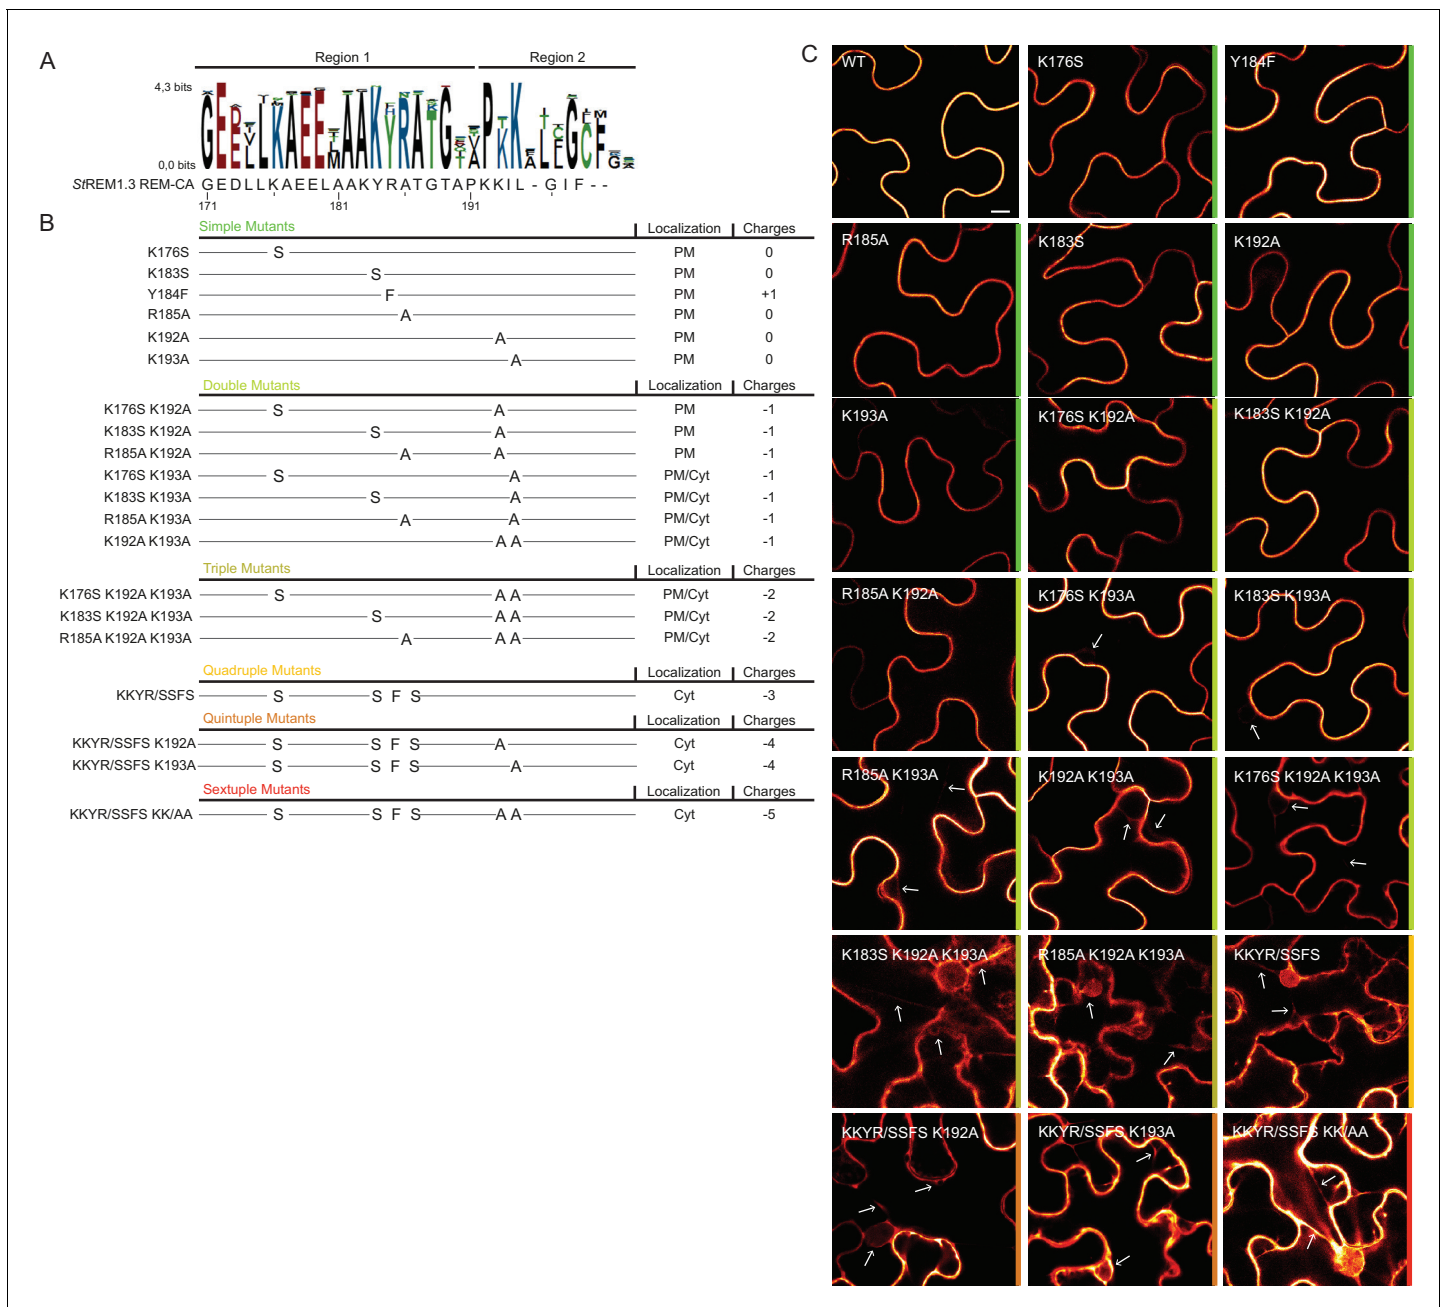 A
Region 1 Region 2
4,3 bits
0,0 bits
StREM1.3 REM-CA GEDLLKAEELAAKYRATGTAPKKIL-GIF--
171 181 191
B
Simple Mutants Localization Charges
K176S S PM 0
K183S S PM 0
Y184F F PM +1
R185A A PM 0
K192A A PM 0
K193A A PM 0
Double Mutants Localization Charges
K176S K192A S A PM -1
K183S K192A S A PM -1
R185A K192A A A PM -1
K176S K193A S A PM/Cyt -1
K183S K193A S A PM/Cyt -1
R185A K193A A A PM/Cyt -1
K192A K193A A A PM/Cyt -1
Triple Mutants Localization Charges
K176S K192A K193A S A A PM/Cyt -2
K183S K192A K193A S A A PM/Cyt -2
R185A K192A K193A A A A PM/Cyt -2
Quadruple Mutants Localization Charges
KKYR/SSFS S S F S Cyt -3
Quintuple Mutants Localization Charges
KKYR/SSFS K192A S S F S A Cyt -4
KKYR/SSFS K193A S S F S A Cyt -4
Sextuple Mutants Localization Charges
KKYR/SSFS KK/AA S S F S A A Cyt -5
C
WT K176S Y184F
R185A K183S K192A
K193A K176S K192A K183S K192A
R185A K192A K176S K193A K183S K193A
R185A K193A K192A K193A K176S K192A K193A
K183S K192A K193A R185A K192A K193A KKYR/SSFS
KKYR/SSFS K192A KKYR/SSFS K193A KKYR/SSFS KK/AA